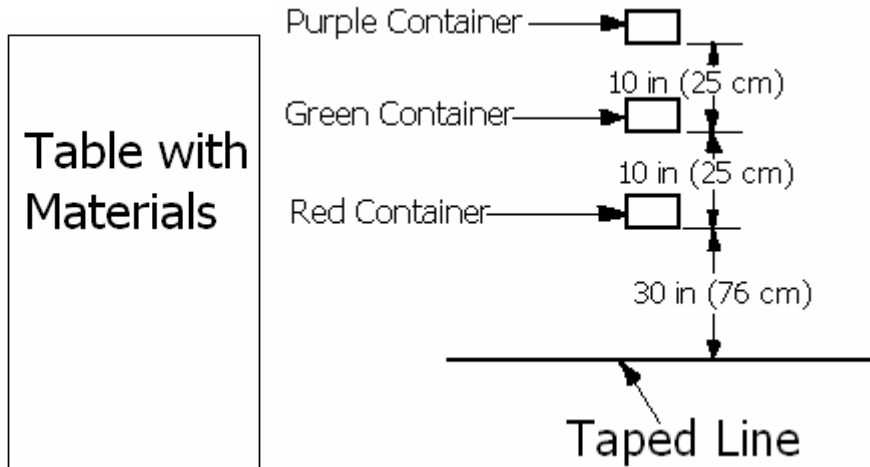 Purple Container
10 in (25 cm)
Green Container
Table with
Materials
10 in (25 cm)
Red Container
30 in (76 cm)
Taped Line